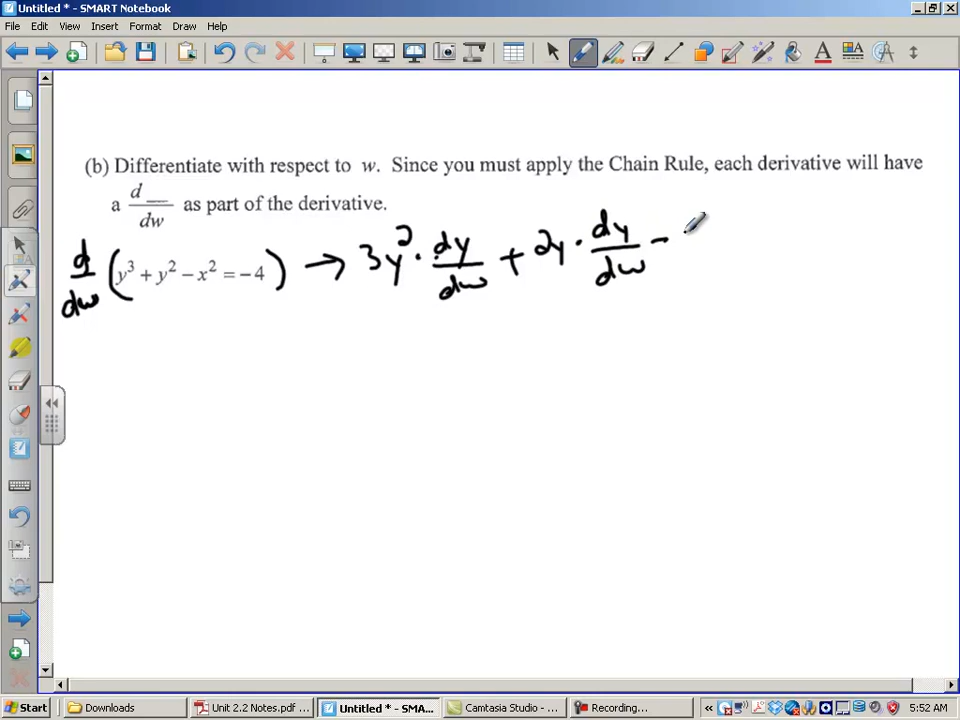 Untitled * - SMART Notebook
File Edit View Insert Format Draw Help
(b) Differentiate with respect to w. Since you must apply the Chain Rule, each derivative will have
a d__/dw as part of the derivative.
d/dw (y³ + y² − x² = −4) → 3y² · dy/dw + 2y · dy/dw −
Start Downloads Unit 2.2 Notes.pdf ... Untitled * - SMA... Camtasia Studio - ... Recording... « 5:52 AM